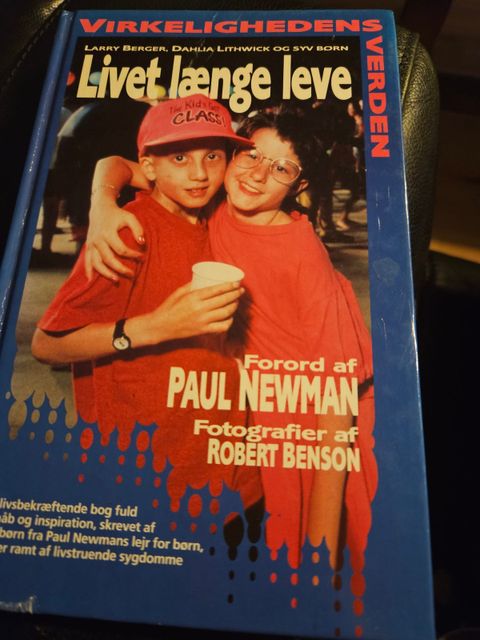 VIRKELIGHEDENS VERDEN
LARRY BERGER, DAHLIA LITHWICK OG SYV BØRN
Livet længe leve
The Kid's Got
CLASS!
Forord af
PAUL NEWMAN
Fotografier af
ROBERT BENSON
livsbekræftende bog fuld
håb og inspiration, skrevet af
børn fra Paul Newmans lejr for børn,
er ramt af livstruende sygdomme